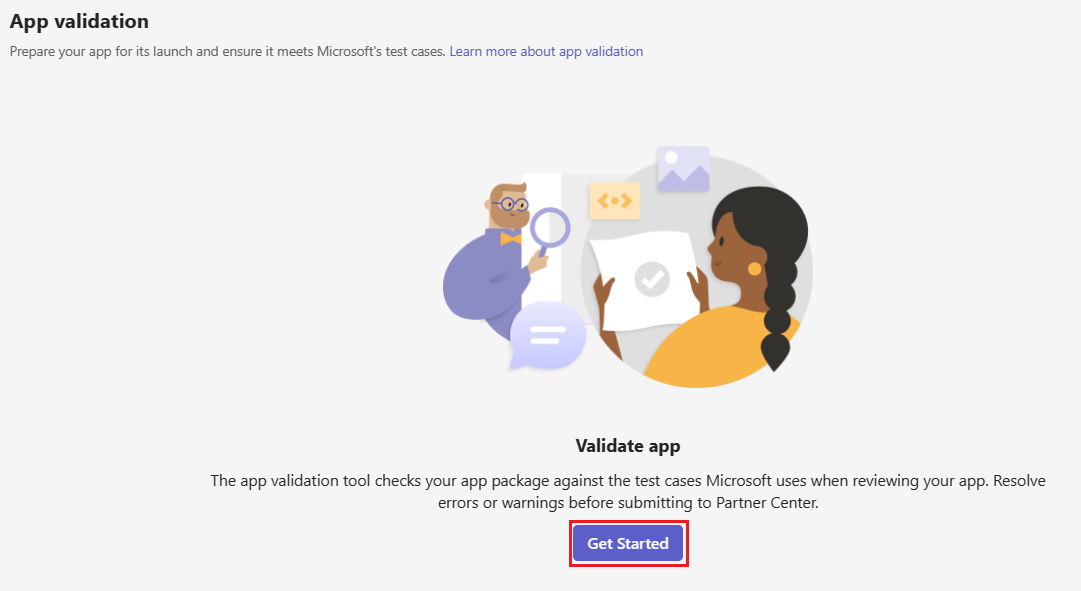 App validation
Prepare your app for its launch and ensure it meets Microsoft's test cases. Learn more about app validation
Validate app
The app validation tool checks your app package against the test cases Microsoft uses when reviewing your app. Resolve
errors or warnings before submitting to Partner Center.
Get Started